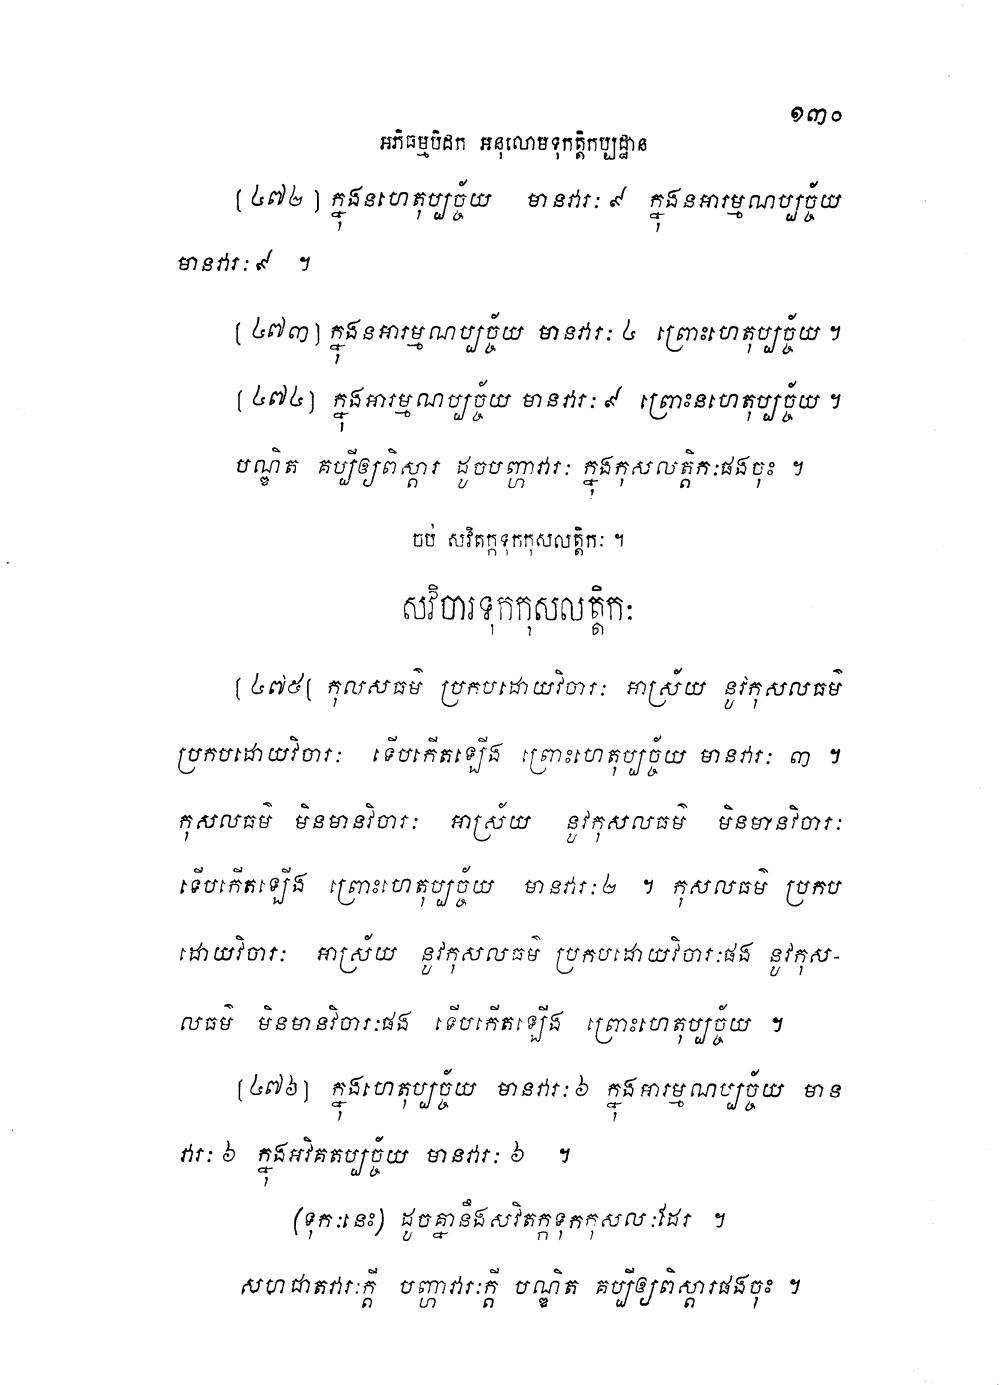 ១៣០
អភិធម្មបិដក អនុលោមទុកត្តិកប្បដ្ឋាន
[៤៧២] ក្នុងនហេតុប្បច្ច័យ មានវារៈ ៩ ក្នុងនអារម្មណប្បច្ច័យ
មានវារៈ ៩ ។
[៤៧៣] ក្នុងនអារម្មណប្បច្ច័យ មានវារៈ ៤ ព្រោះហេតុប្បច្ច័យ ។
[៤៧៤] ក្នុងអារម្មណប្បច្ច័យ មានវារៈ ៩ ព្រោះនហេតុប្បច្ច័យ ។
បណ្ឌិត គប្បីឲ្យពិស្តារ ដូចបញ្ហាវារៈ ក្នុងកុសលត្តិកៈផងចុះ ។
ចប់ សវិតក្កទុកកុសលត្តិកៈ ។
សវិចារទុកកុសលត្តិកៈ
[៤៧៥[ កុលសធម៌ ប្រកបដោយវិចារៈ អាស្រ័យ នូវកុសលធម៌
ប្រកបដោយវិចារៈ ទើបកើតឡើង ព្រោះហេតុប្បច្ច័យ មានវារៈ ៣ ។
កុសលធម៌ មិនមានវិចារៈ អាស្រ័យ នូវកុសលធម៌ មិនមានវិចារៈ
ទើបកើតឡើង ព្រោះហេតុប្បច្ច័យ មានវារៈ ២ ។ កុសលធម៌ ប្រកប
ដោយវិចារៈ អាស្រ័យ នូវកុសលធម៌ ប្រកបដោយវិចារៈផង នូវកុស-
លធម៌ មិនមានវិចារៈផង ទើបកើតឡើង ព្រោះហេតុប្បច្ច័យ ។
[៤៧៦] ក្នុងហេតុប្បច្ច័យ មានវារៈ ៦ ក្នុងអារម្មណប្បច្ច័យ មាន
វារៈ ៦ ក្នុងអវិគតប្បច្ច័យ មានវារៈ ៦ ។
(ទុកៈនេះ) ដូចគ្នានឹងសវិតក្កទុកកុសលៈដែរ ។
សហជាតវារៈក្តី បញ្ហាវារៈក្តី បណ្ឌិត គប្បីឲ្យពិស្តារផងចុះ ។